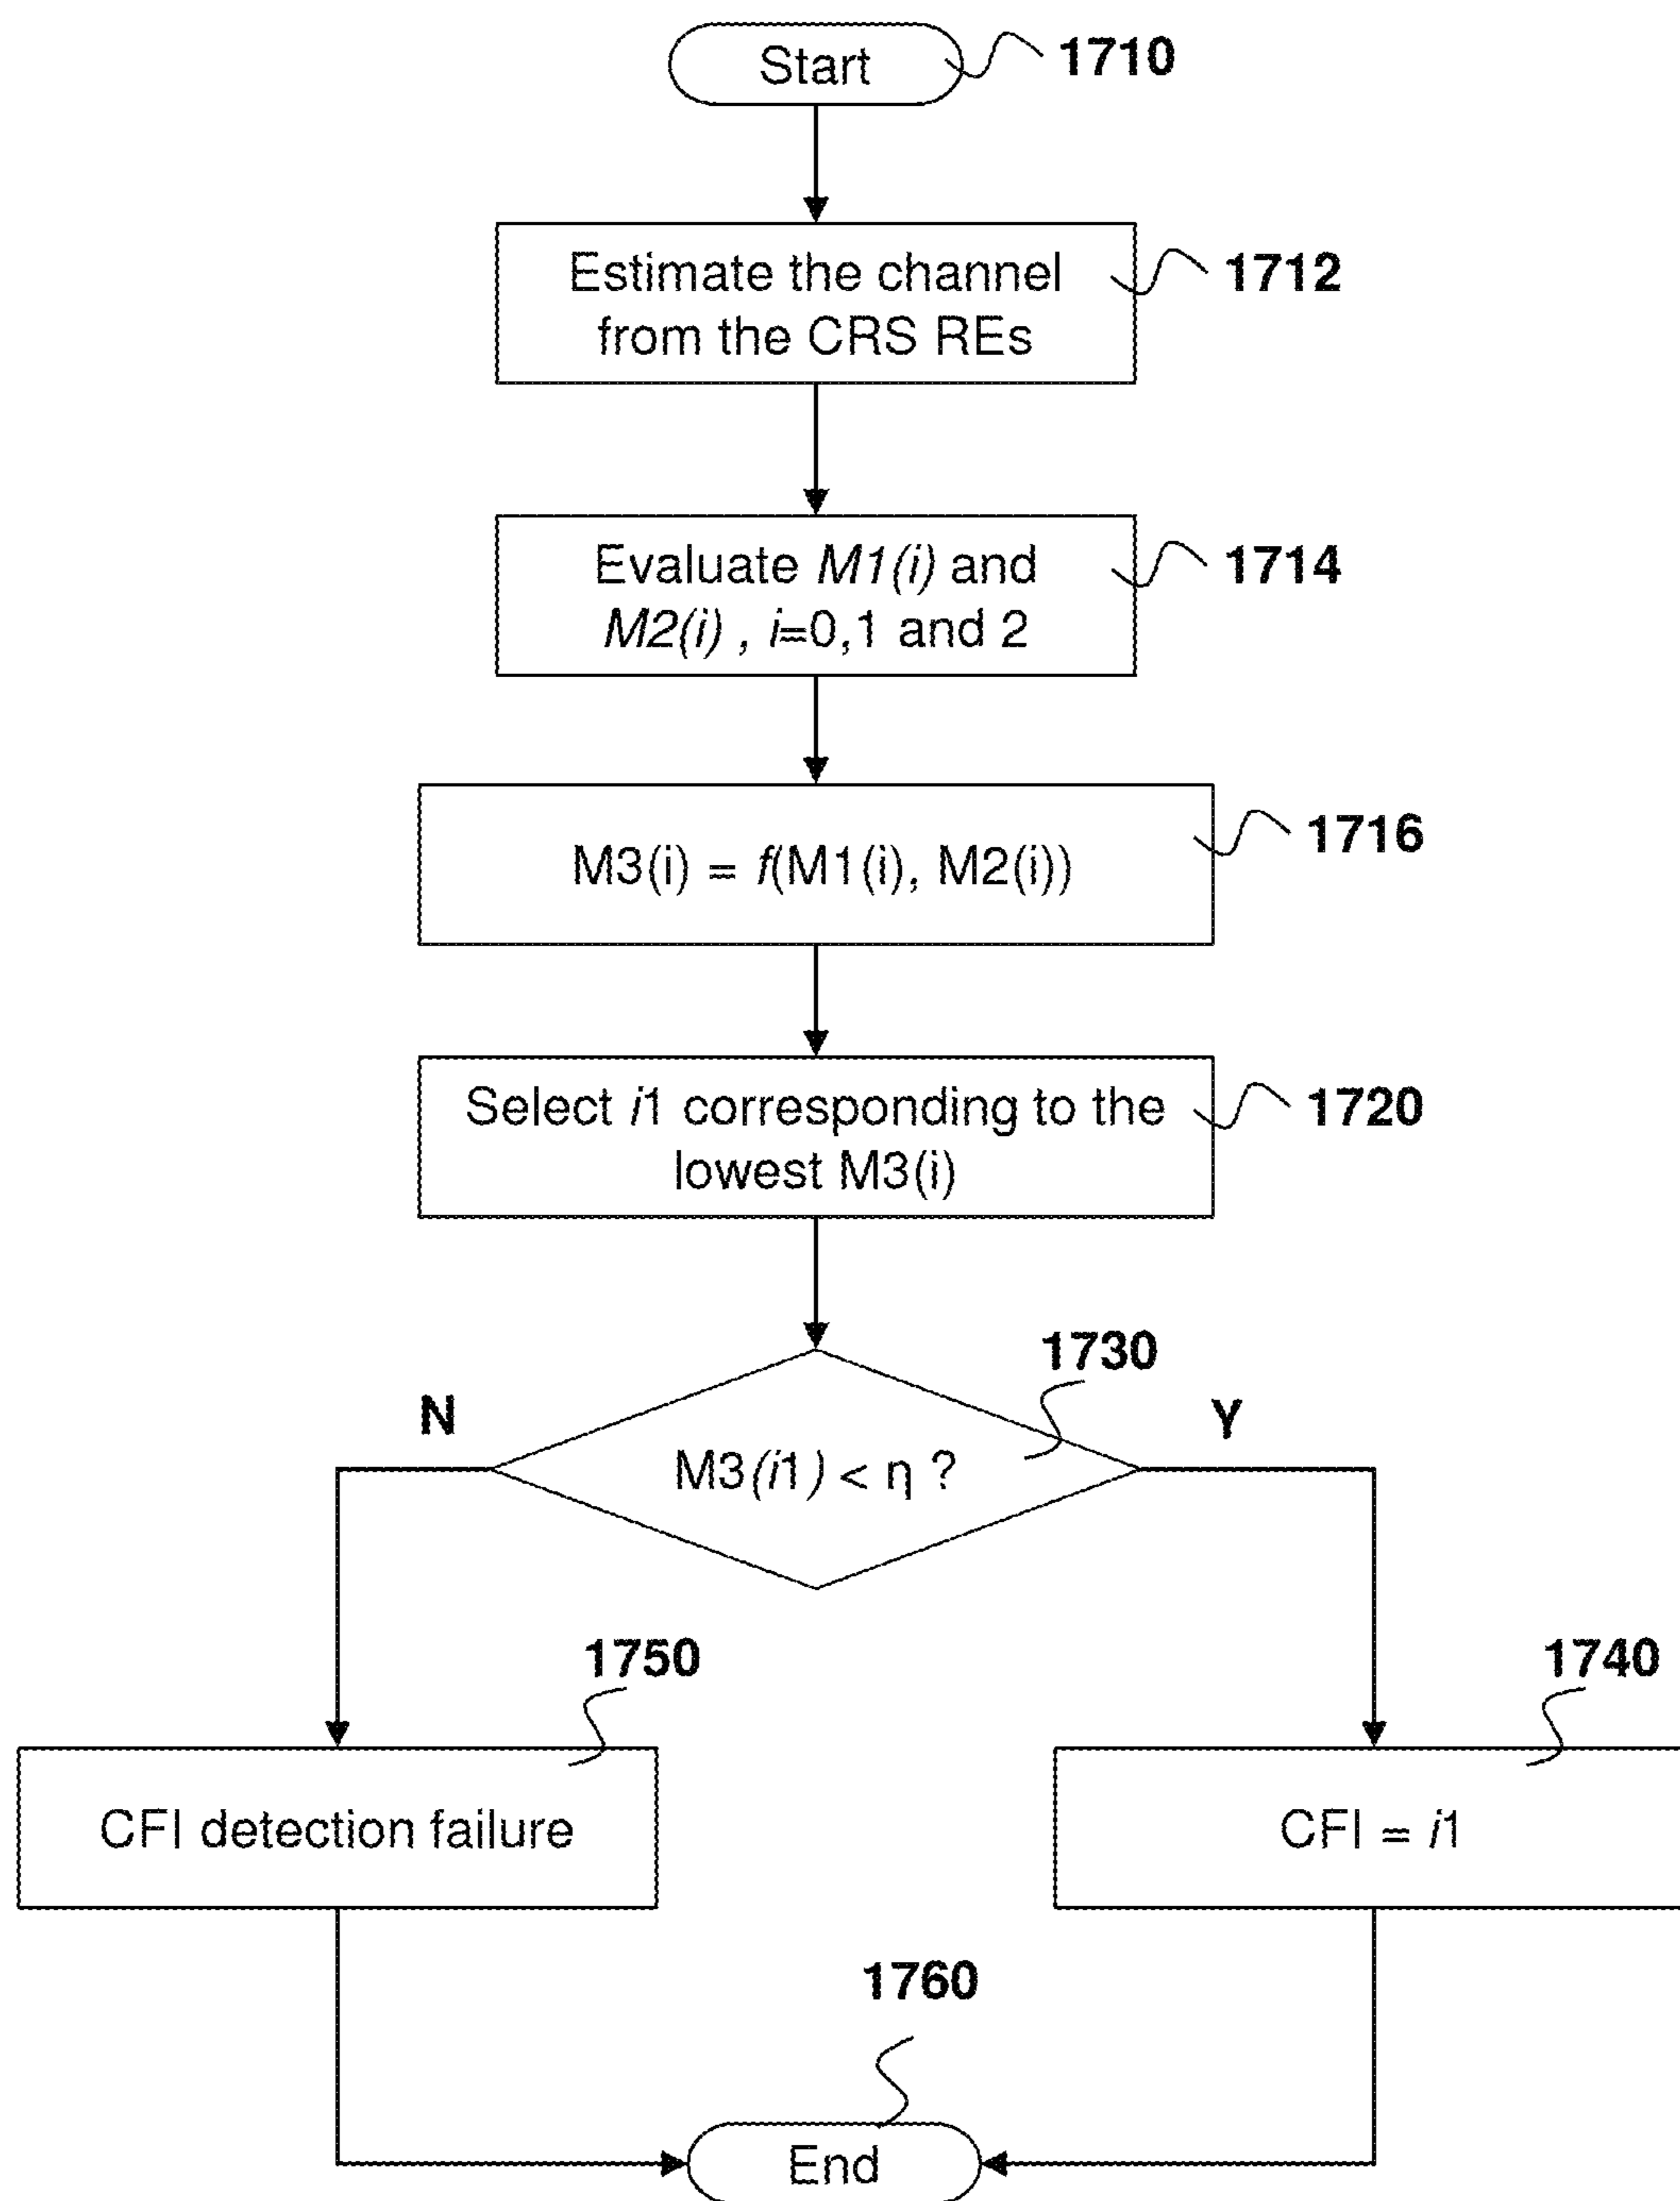 Start
1710
Estimate the channel
from the CRS REs
1712
Evaluate M1(i) and
M2(i) , i=0,1 and 2
1714
M3(i) = f(M1(i), M2(i))
1716
Select i1 corresponding to the
lowest M3(i)
1720
1730
N
Y
M3(i1) < η ?
1750
1740
CFI detection failure
CFI = i1
1760
End